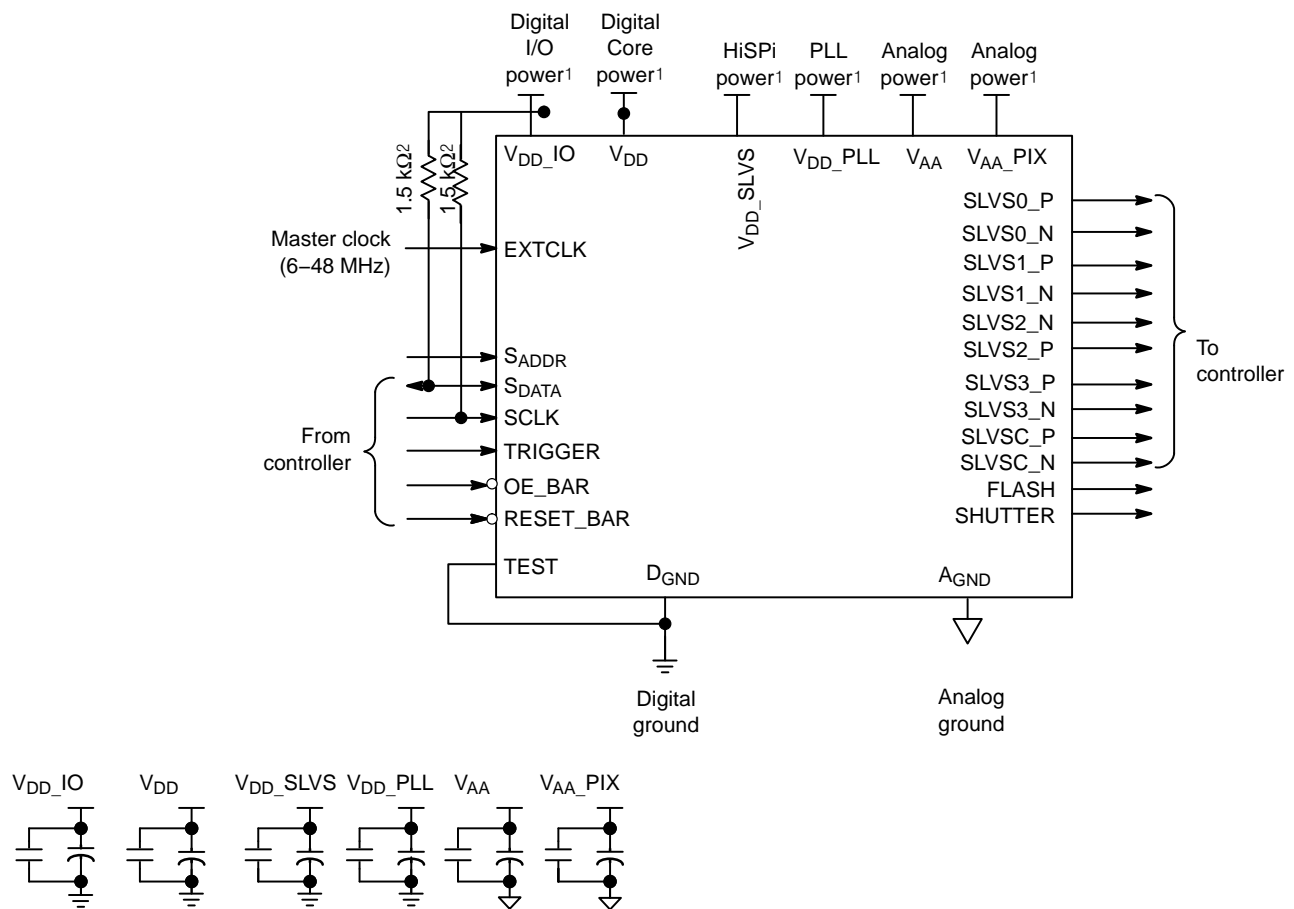 Digital
I/O
power1
Digital
Core
power1
HiSPi
power1
PLL
power1
Analog
power1
Analog
power1
1.5 kΩ2
1.5 kΩ2
VDD_IO
VDD
VDD_SLVS
VDD_PLL
VAA
VAA_PIX
Master clock
(6–48 MHz)
EXTCLK
SADDR
SDATA
SCLK
TRIGGER
OE_BAR
RESET_BAR
TEST
From
controller
SLVS0_P
SLVS0_N
SLVS1_P
SLVS1_N
SLVS2_N
SLVS2_P
SLVS3_P
SLVS3_N
SLVSC_P
SLVSC_N
FLASH
SHUTTER
To
controller
DGND
AGND
Digital
ground
Analog
ground
VDD_IO
VDD
VDD_SLVS
VDD_PLL
VAA
VAA_PIX